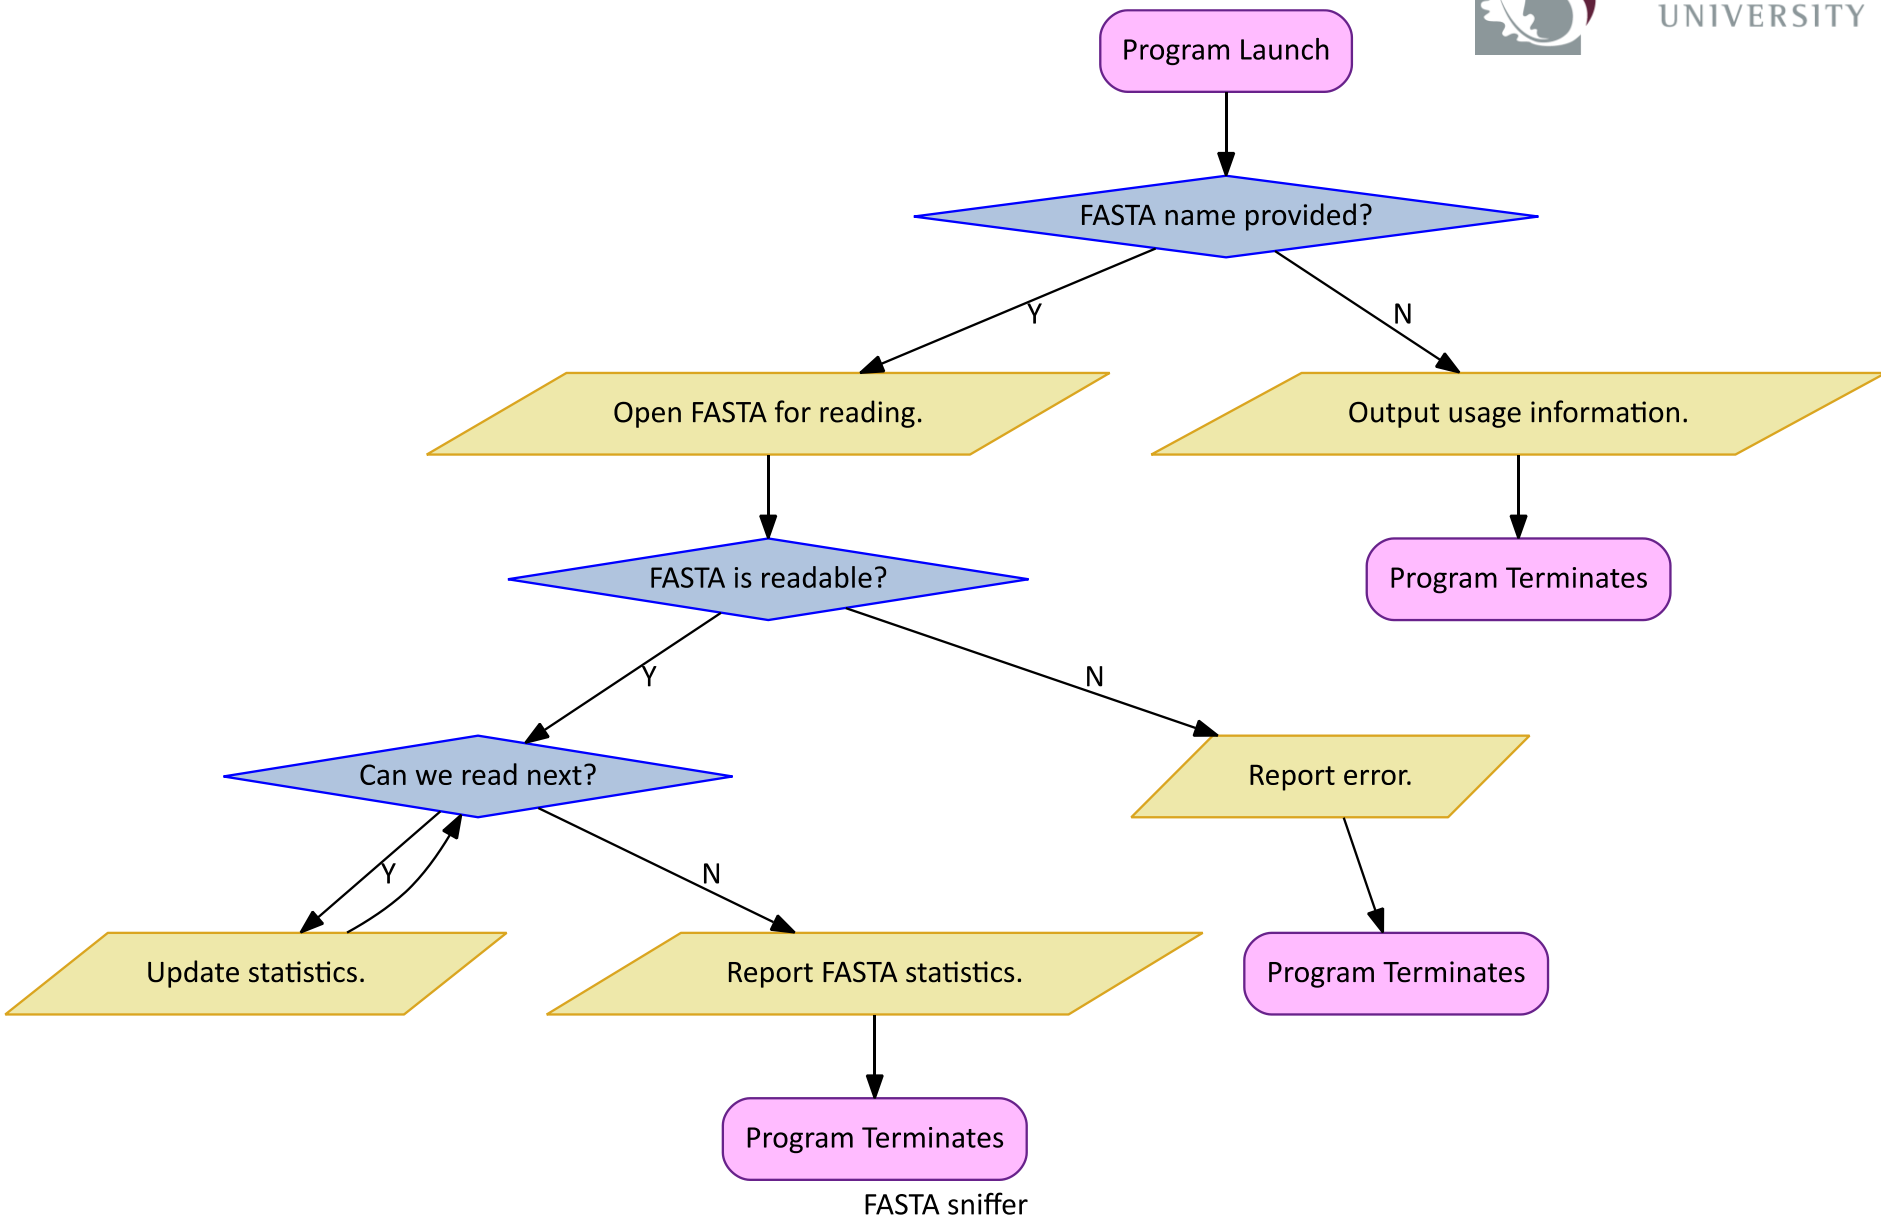 UNIVERSITY
Program Launch
FASTA name provided?
Y
N
Open FASTA for reading.
Output usage information.
FASTA is readable?
Program Terminates
Y
N
Can we read next?
Report error.
Y
N
Update statistics.
Report FASTA statistics.
Program Terminates
Program Terminates
FASTA sniffer